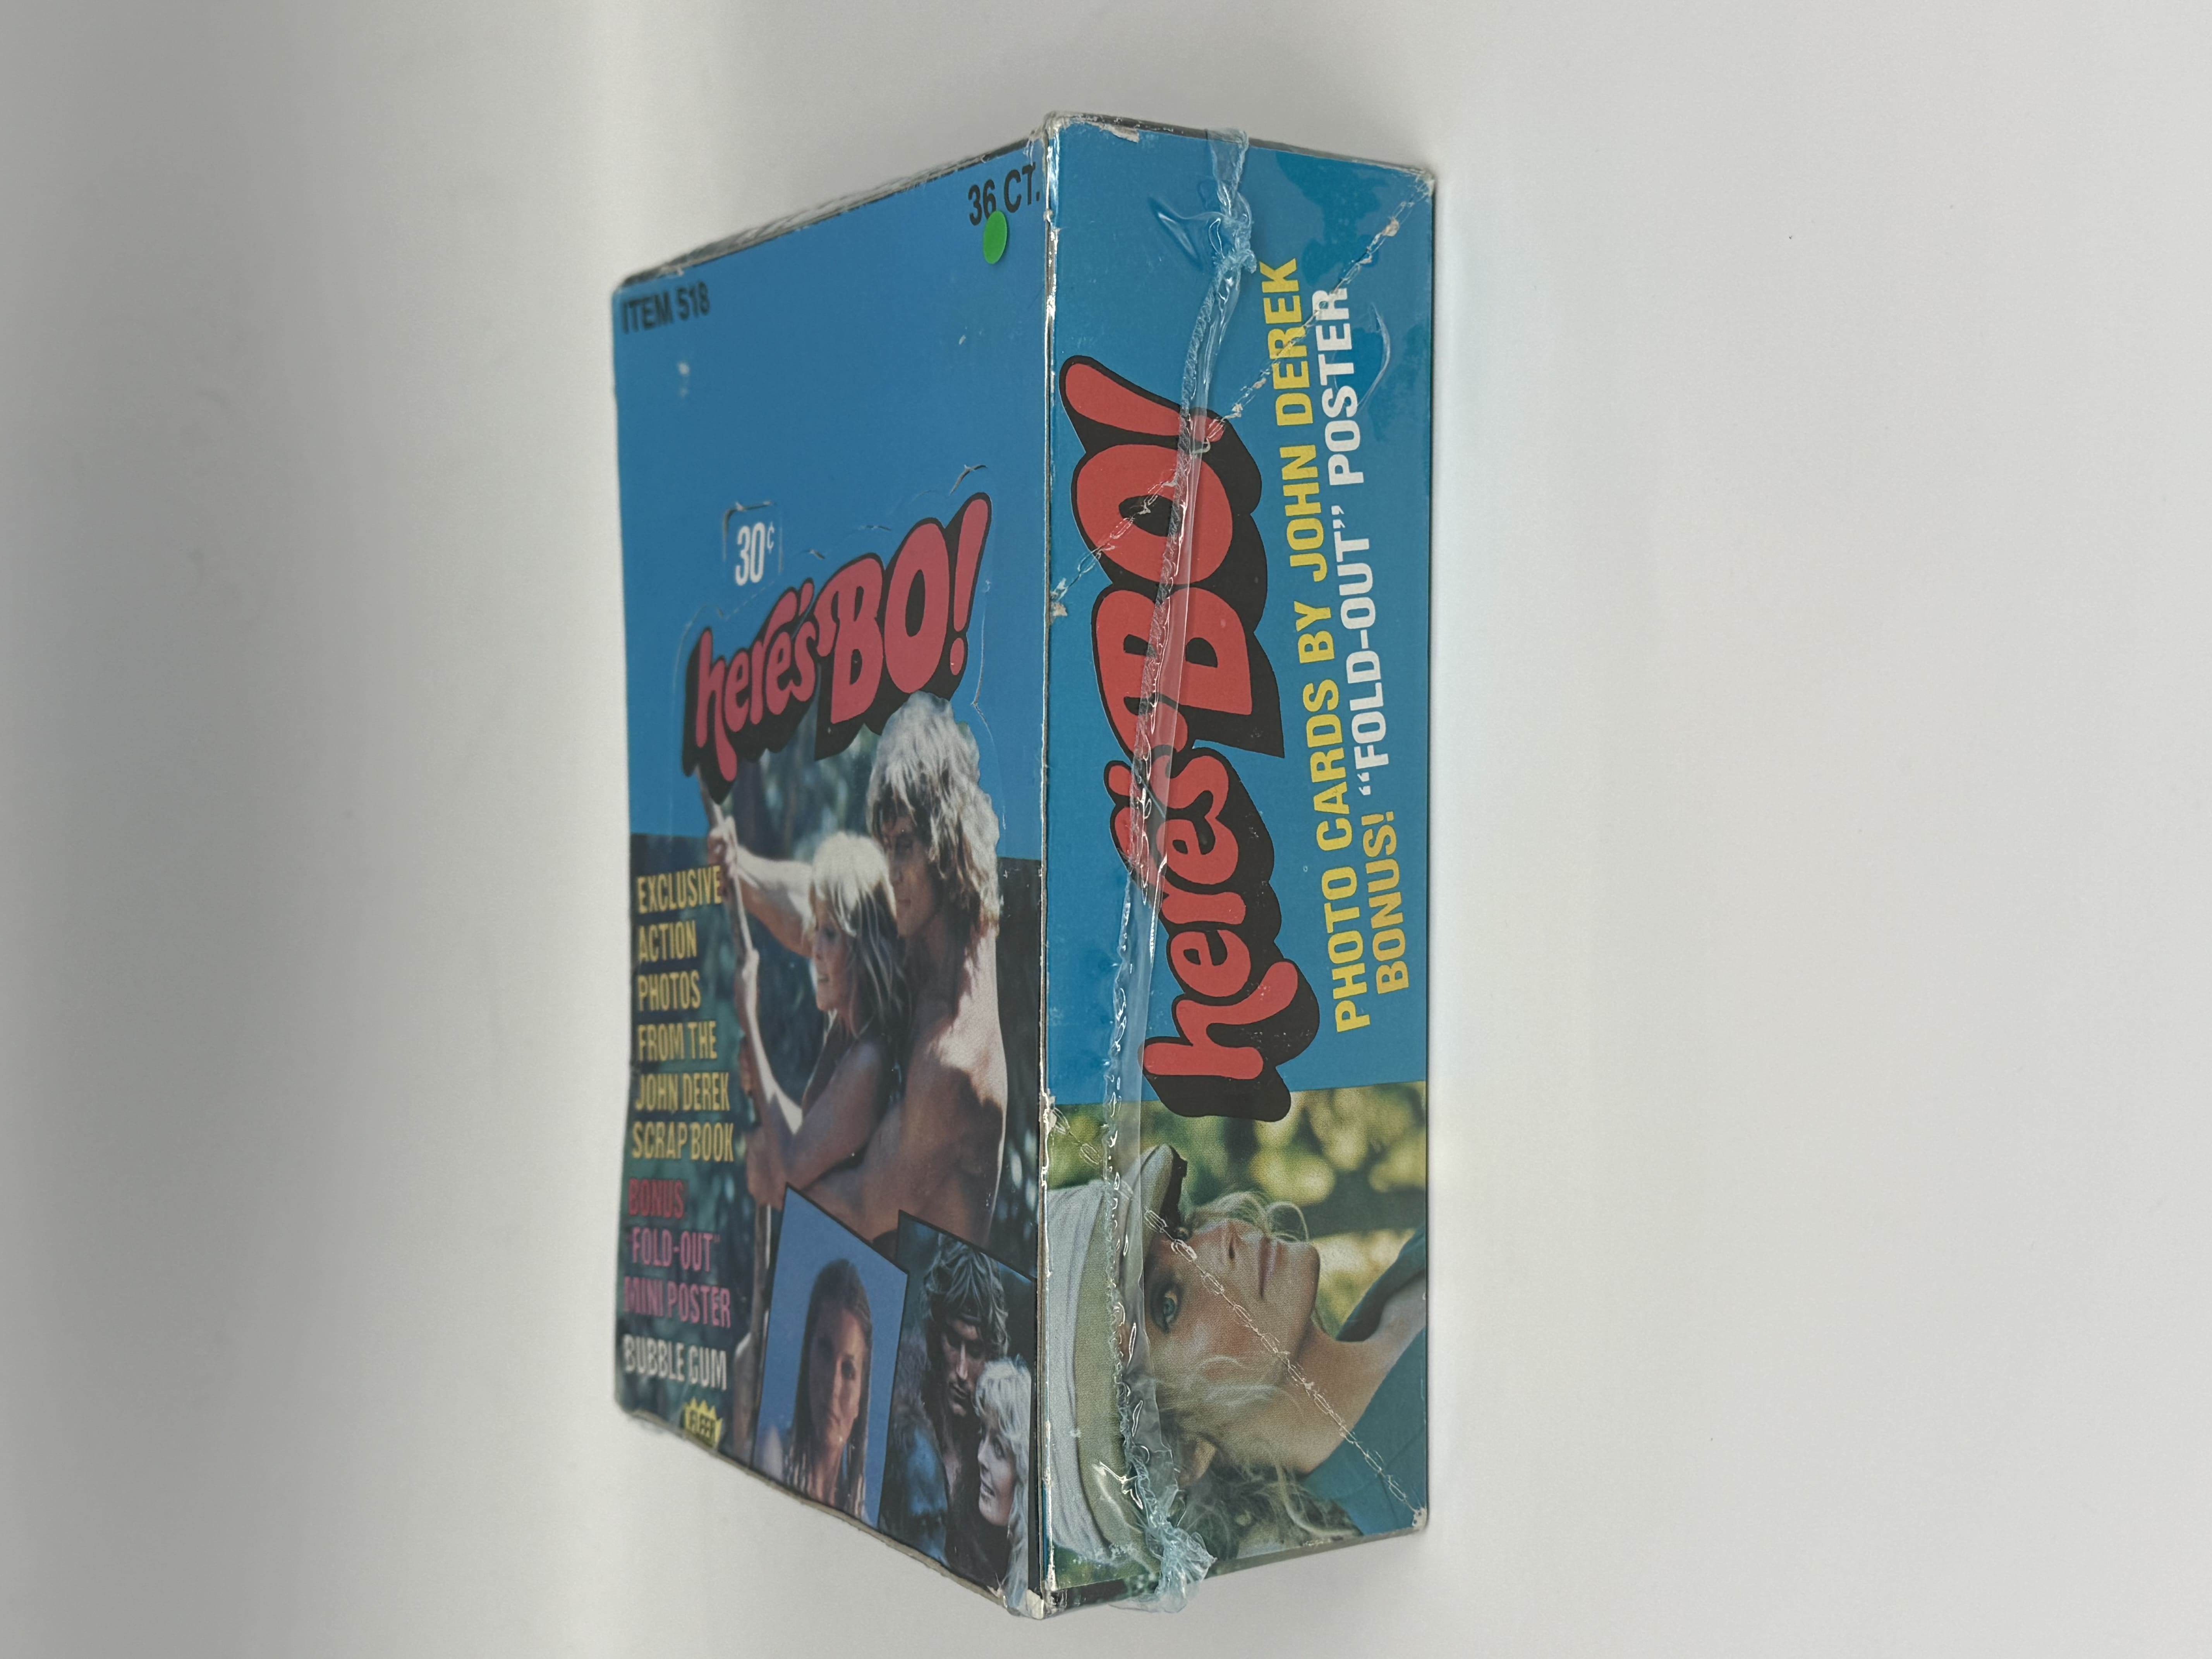 ITEM 518
36 CT.
30¢
here's BO!
EXCLUSIVE
ACTION
PHOTOS
FROM THE
JOHN DEREK
SCRAP BOOK
BONUS
"FOLD-OUT"
MINI POSTER
BUBBLE GUM
FLEER
here's BO!
PHOTO CARDS BY JOHN DEREK
BONUS! "FOLD-OUT" POSTER